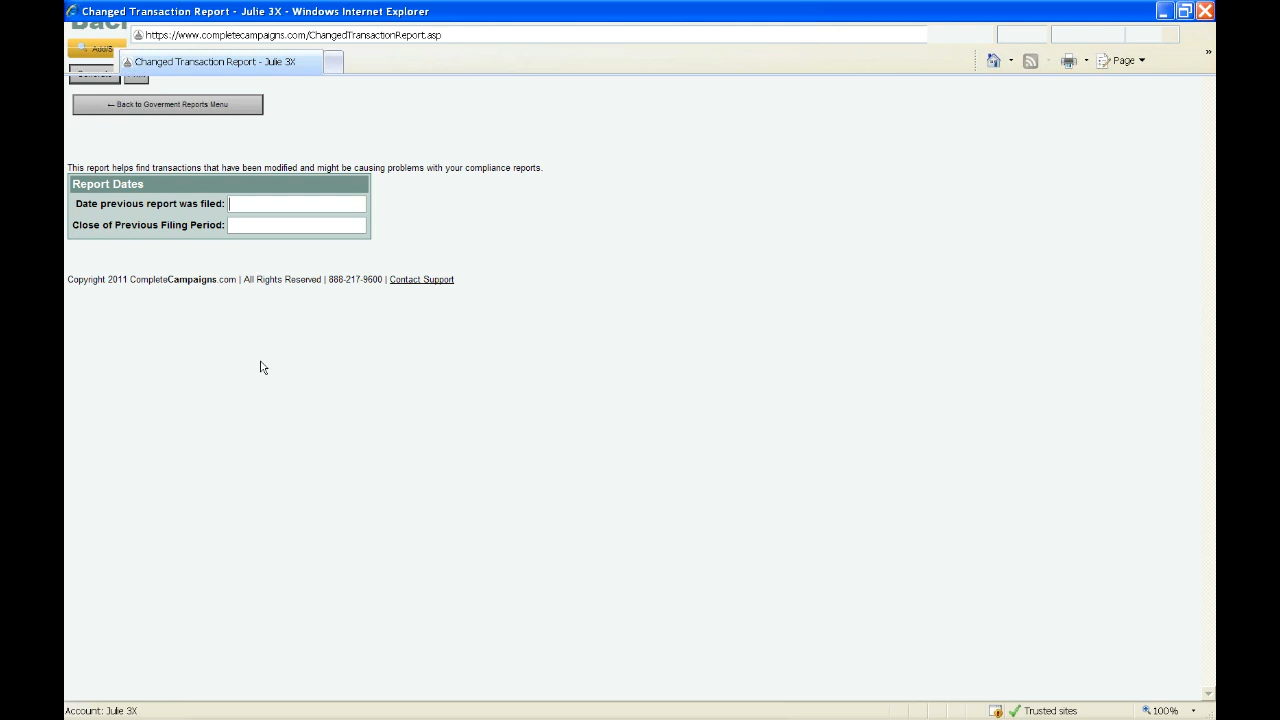 Changed Transaction Report - Julie 3X - Windows Internet Explorer
https://www.completecampaigns.com/ChangedTransactionReport.asp
Changed Transaction Report - Julie 3X
Page
← Back to Goverment Reports Menu
This report helps find transactions that have been modified and might be causing problems with your compliance reports.
Report Dates
Date previous report was filed:
Close of Previous Filing Period:
Copyright 2011 CompleteCampaigns.com | All Rights Reserved | 888-217-9600 | Contact Support
Account: Julie 3X
Trusted sites
100%